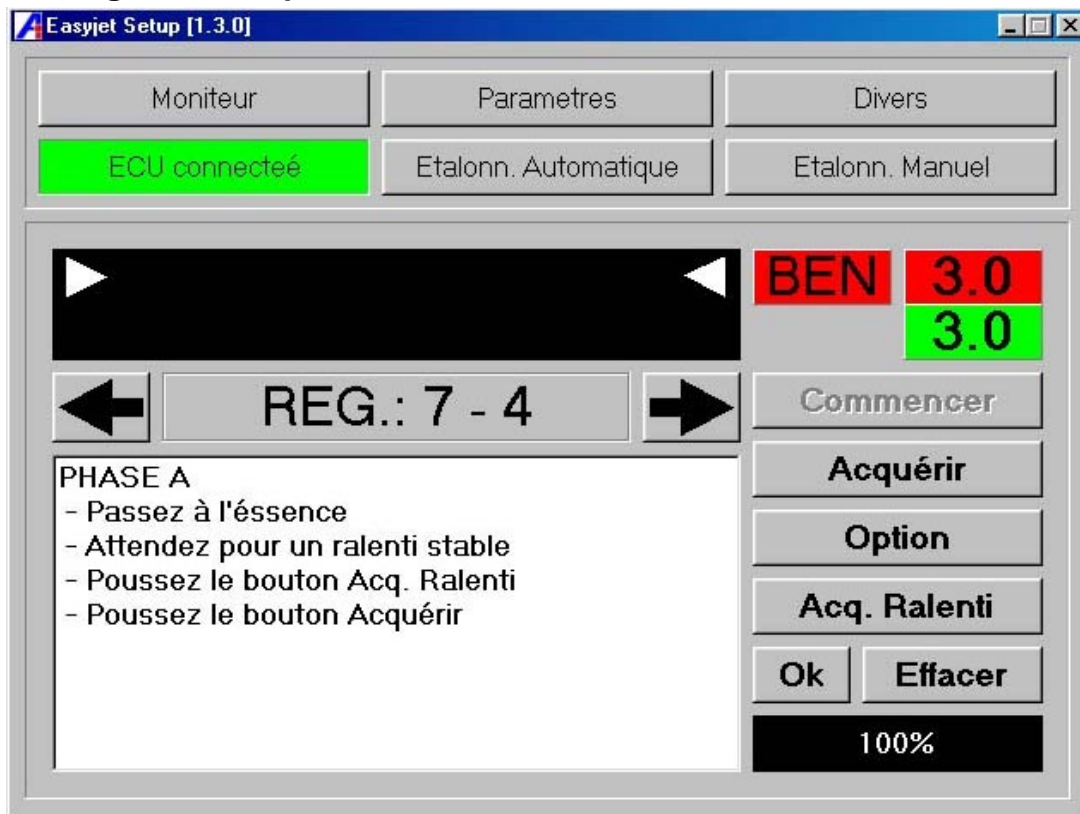 Easyjet Setup [1.3.0]
Moniteur
Parametres
Divers
ECU connecteé
Etalonn. Automatique
Etalonn. Manuel
BEN
3.0
3.0
REG.: 7 - 4
Commencer
PHASE A
- Passez à l'éssence
- Attendez pour un ralenti stable
- Poussez le bouton Acq. Ralenti
- Poussez le bouton Acquérir
Acquérir
Option
Acq. Ralenti
Ok
Effacer
100%